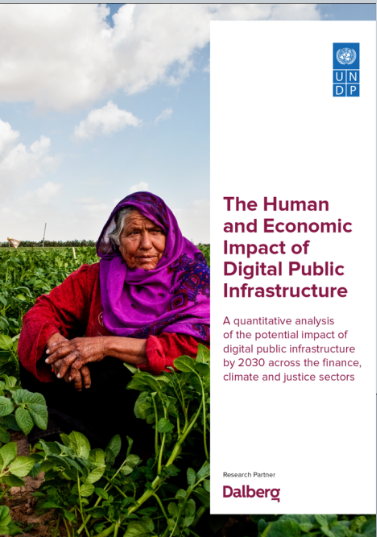 U N
D P
The Human
and Economic
Impact of
Digital Public
Infrastructure
A quantitative analysis
of the potential impact of
digital public infrastructure
by 2030 across the finance,
climate and justice sectors
Research Partner
Dalberg